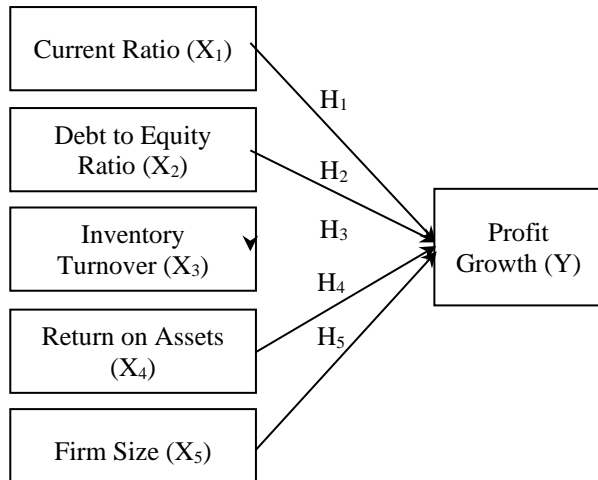 Current Ratio (X₁)
H₁
Debt to Equity
Ratio (X₂)
H₂
Inventory
Turnover (X₃)
H₃
Profit
Growth (Y)
H₄
Return on Assets
(X₄)
H₅
Firm Size (X₅)